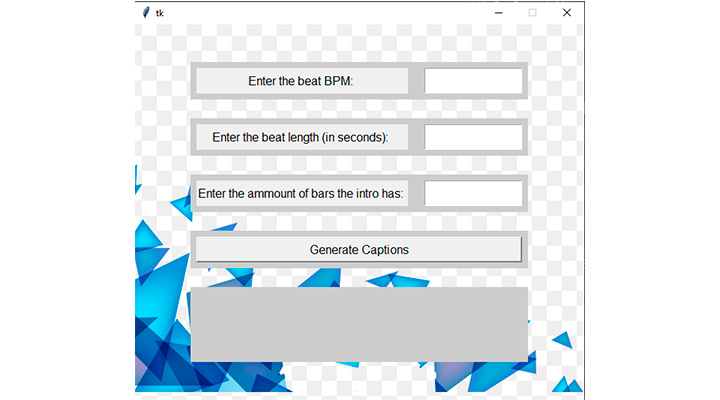 tk
Enter the beat BPM:
Enter the beat length (in seconds):
Enter the ammount of bars the intro has:
Generate Captions